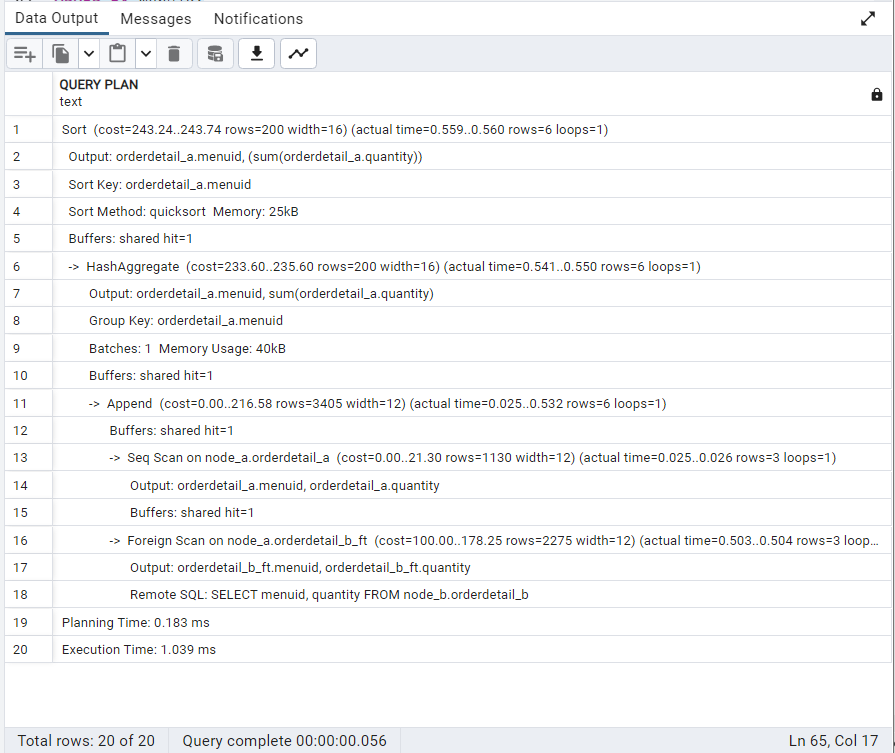 Data Output Messages Notifications
QUERY PLAN
text
1 Sort (cost=243.24..243.74 rows=200 width=16) (actual time=0.559..0.560 rows=6 loops=1)
2 Output: orderdetail_a.menuid, (sum(orderdetail_a.quantity))
3 Sort Key: orderdetail_a.menuid
4 Sort Method: quicksort Memory: 25kB
5 Buffers: shared hit=1
6 -> HashAggregate (cost=233.60..235.60 rows=200 width=16) (actual time=0.541..0.550 rows=6 loops=1)
7 Output: orderdetail_a.menuid, sum(orderdetail_a.quantity)
8 Group Key: orderdetail_a.menuid
9 Batches: 1 Memory Usage: 40kB
10 Buffers: shared hit=1
11 -> Append (cost=0.00..216.58 rows=3405 width=12) (actual time=0.025..0.532 rows=6 loops=1)
12 Buffers: shared hit=1
13 -> Seq Scan on node_a.orderdetail_a (cost=0.00..21.30 rows=1130 width=12) (actual time=0.025..0.026 rows=3 loops=1)
14 Output: orderdetail_a.menuid, orderdetail_a.quantity
15 Buffers: shared hit=1
16 -> Foreign Scan on node_a.orderdetail_b_ft (cost=100.00..178.25 rows=2275 width=12) (actual time=0.503..0.504 rows=3 loop...
17 Output: orderdetail_b_ft.menuid, orderdetail_b_ft.quantity
18 Remote SQL: SELECT menuid, quantity FROM node_b.orderdetail_b
19 Planning Time: 0.183 ms
20 Execution Time: 1.039 ms
Total rows: 20 of 20 Query complete 00:00:00.056 Ln 65, Col 17